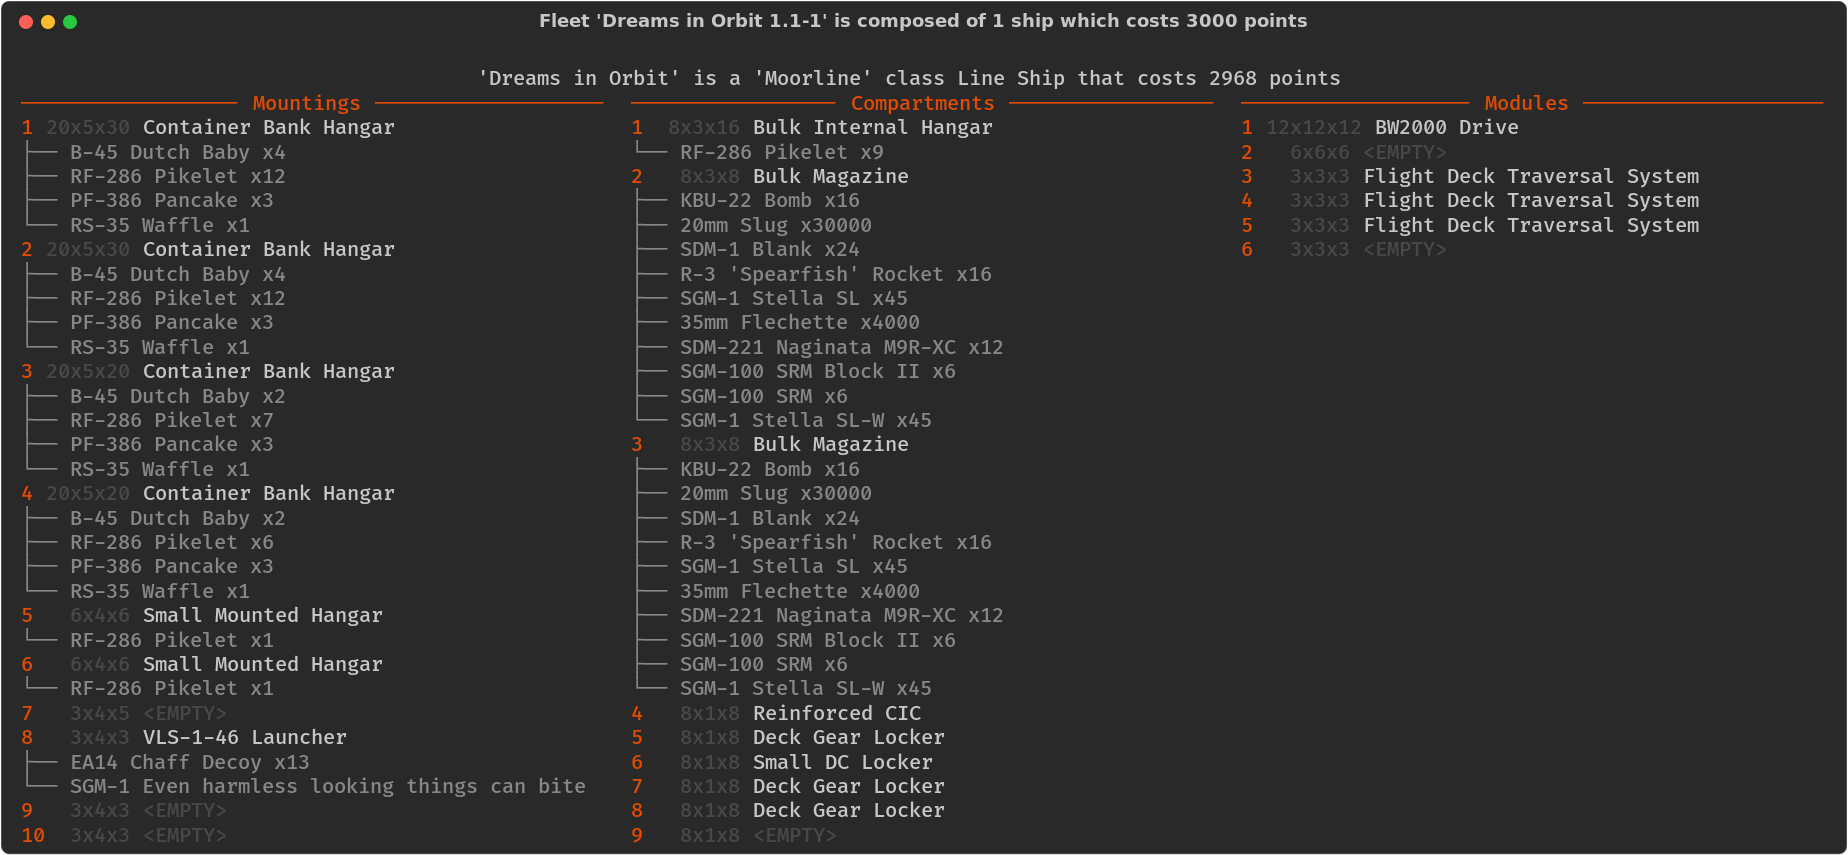 Fleet 'Dreams in Orbit 1.1-1' is composed of 1 ship which costs 3000 points
'Dreams in Orbit' is a 'Moorline' class Line Ship that costs 2968 points
Mountings
1 20x5x30 Container Bank Hangar
B-45 Dutch Baby x4
RF-286 Pikelet x12
PF-386 Pancake x3
RS-35 Waffle x1
2 20x5x30 Container Bank Hangar
B-45 Dutch Baby x4
RF-286 Pikelet x12
PF-386 Pancake x3
RS-35 Waffle x1
3 20x5x20 Container Bank Hangar
B-45 Dutch Baby x2
RF-286 Pikelet x7
PF-386 Pancake x3
RS-35 Waffle x1
4 20x5x20 Container Bank Hangar
B-45 Dutch Baby x2
RF-286 Pikelet x6
PF-386 Pancake x3
RS-35 Waffle x1
5 6x4x6 Small Mounted Hangar
RF-286 Pikelet x1
6 6x4x6 Small Mounted Hangar
RF-286 Pikelet x1
7 3x4x5 <EMPTY>
8 3x4x3 VLS-1-46 Launcher
EA14 Chaff Decoy x13
SGM-1 Even harmless looking things can bite
9 3x4x3 <EMPTY>
10 3x4x3 <EMPTY>
Compartments
1 8x3x16 Bulk Internal Hangar
RF-286 Pikelet x9
2 8x3x8 Bulk Magazine
KBU-22 Bomb x16
20mm Slug x30000
SDM-1 Blank x24
R-3 'Spearfish' Rocket x16
SGM-1 Stella SL x45
35mm Flechette x4000
SDM-221 Naginata M9R-XC x12
SGM-100 SRM Block II x6
SGM-100 SRM x6
SGM-1 Stella SL-W x45
3 8x3x8 Bulk Magazine
KBU-22 Bomb x16
20mm Slug x30000
SDM-1 Blank x24
R-3 'Spearfish' Rocket x16
SGM-1 Stella SL x45
35mm Flechette x4000
SDM-221 Naginata M9R-XC x12
SGM-100 SRM Block II x6
SGM-100 SRM x6
SGM-1 Stella SL-W x45
4 8x1x8 Reinforced CIC
5 8x1x8 Deck Gear Locker
6 8x1x8 Small DC Locker
7 8x1x8 Deck Gear Locker
8 8x1x8 Deck Gear Locker
9 8x1x8 <EMPTY>
Modules
1 12x12x12 BW2000 Drive
2 6x6x6 <EMPTY>
3 3x3x3 Flight Deck Traversal System
4 3x3x3 Flight Deck Traversal System
5 3x3x3 Flight Deck Traversal System
6 3x3x3 <EMPTY>